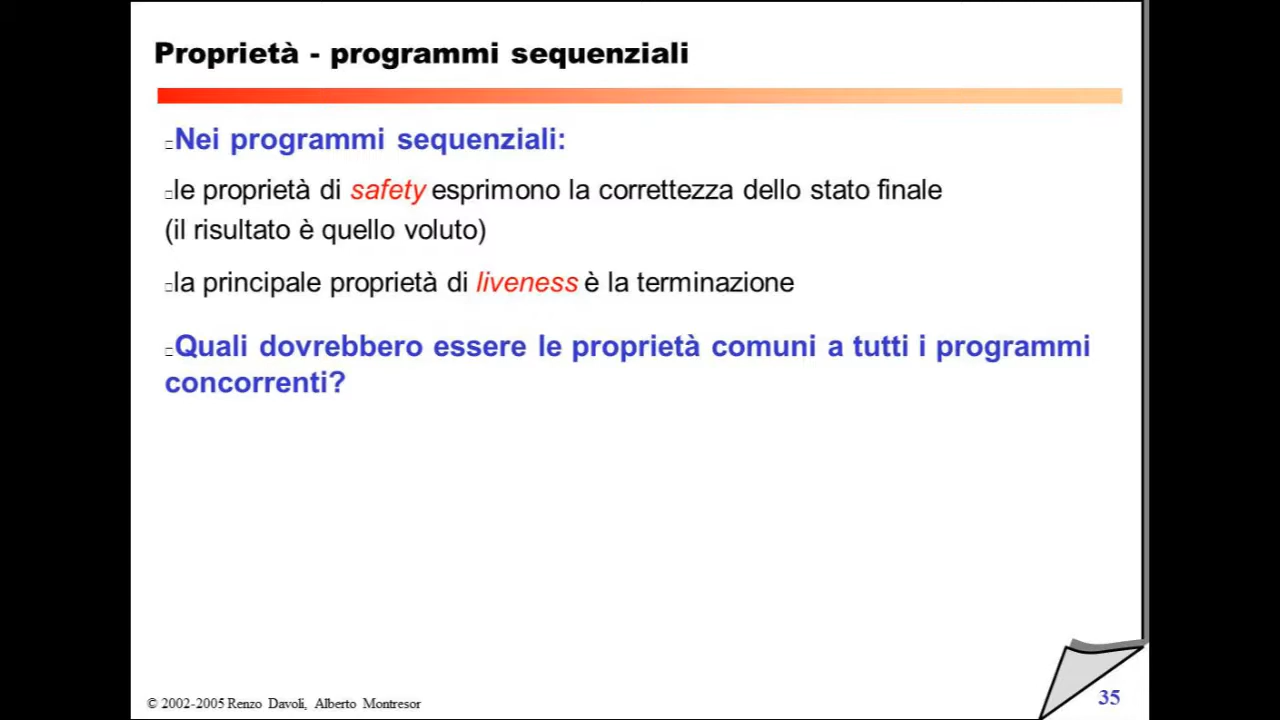 Proprietà - programmi sequenziali
Nei programmi sequenziali:
le proprietà di safety esprimono la correttezza dello stato finale
(il risultato è quello voluto)
la principale proprietà di liveness è la terminazione
Quali dovrebbero essere le proprietà comuni a tutti i programmi
concorrenti?
© 2002-2005 Renzo Davoli, Alberto Montresor
35